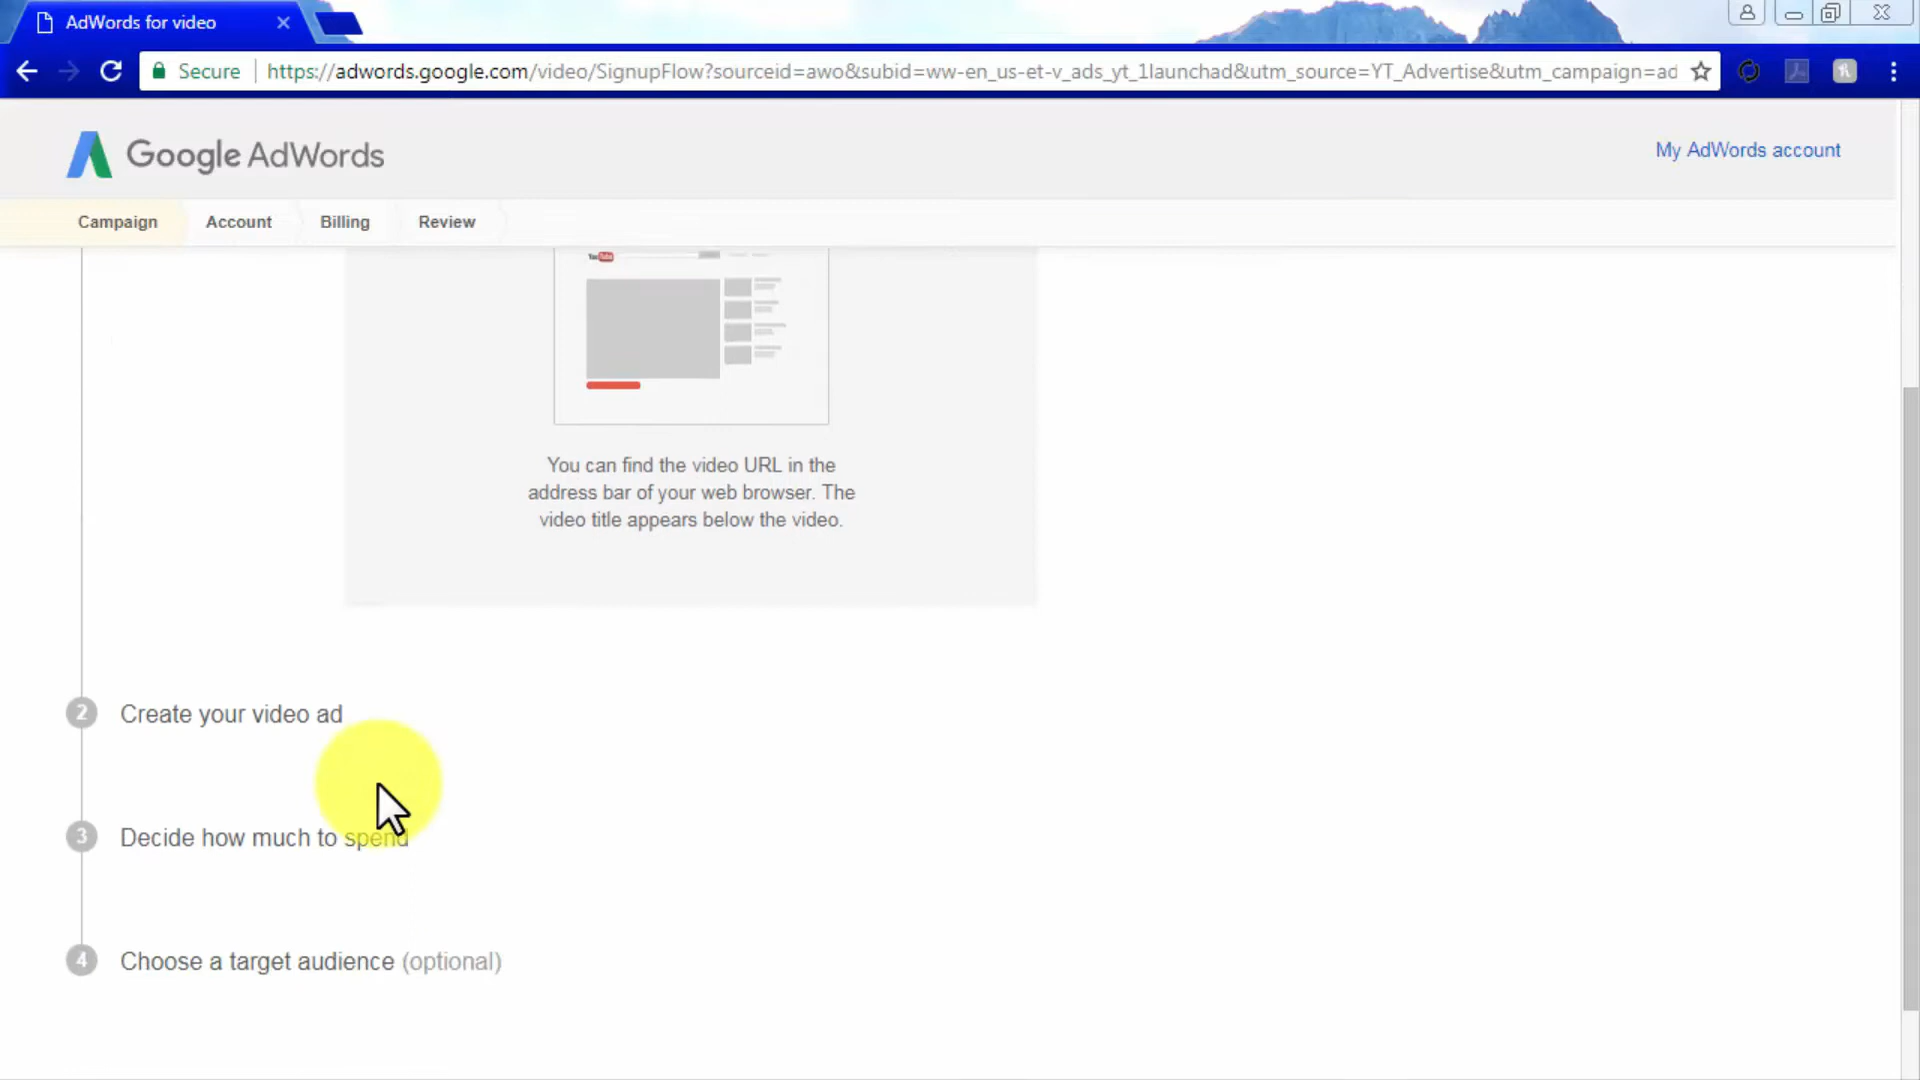 AdWords for video
Secure https://adwords.google.com/video/SignupFlow?sourceid=awo&subid=ww-en_us-et-v_ads_yt_1launchad&utm_source=YT_Advertise&utm_campaign=ad
Google AdWords
My AdWords account
Campaign Account Billing Review
YouTube
You can find the video URL in the
address bar of your web browser. The
video title appears below the video.
2 Create your video ad
3 Decide how much to spend
4 Choose a target audience (optional)